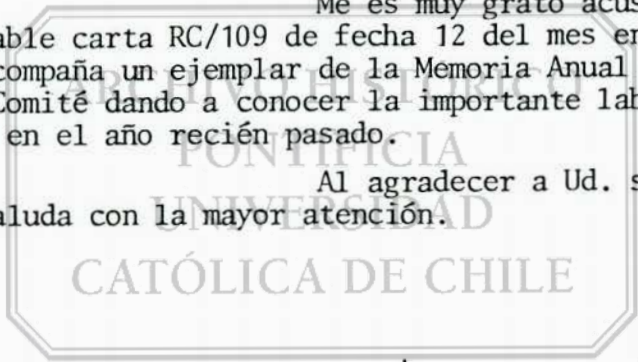 Me es muy grato acus
able carta RC/109 de fecha 12 del mes en
compaña un ejemplar de la Memoria Anual
Comité dando a conocer la importante lab
en el año recién pasado.
Al agradecer a Ud. s
aluda con la mayor atención.
ARCHIVO HISTÓRICO
PONTIFICIA
UNIVERSIDAD
CATÓLICA DE CHILE